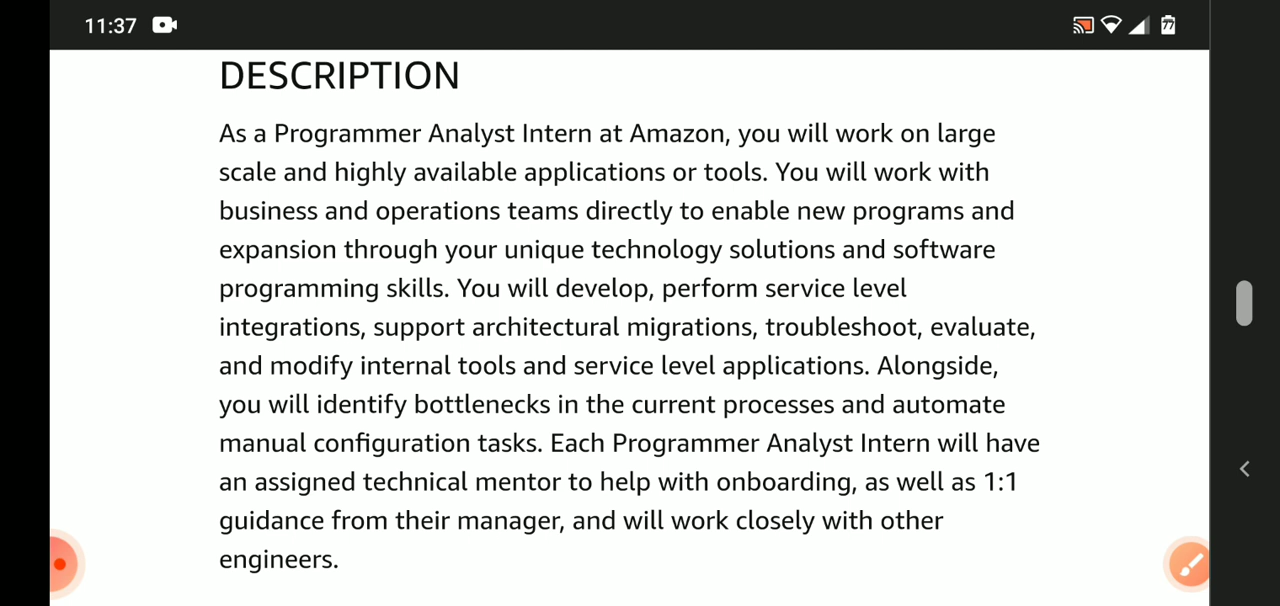 11:37
77
DESCRIPTION
As a Programmer Analyst Intern at Amazon, you will work on large
scale and highly available applications or tools. You will work with
business and operations teams directly to enable new programs and
expansion through your unique technology solutions and software
programming skills. You will develop, perform service level
integrations, support architectural migrations, troubleshoot, evaluate,
and modify internal tools and service level applications. Alongside,
you will identify bottlenecks in the current processes and automate
manual configuration tasks. Each Programmer Analyst Intern will have
an assigned technical mentor to help with onboarding, as well as 1:1
guidance from their manager, and will work closely with other
engineers.